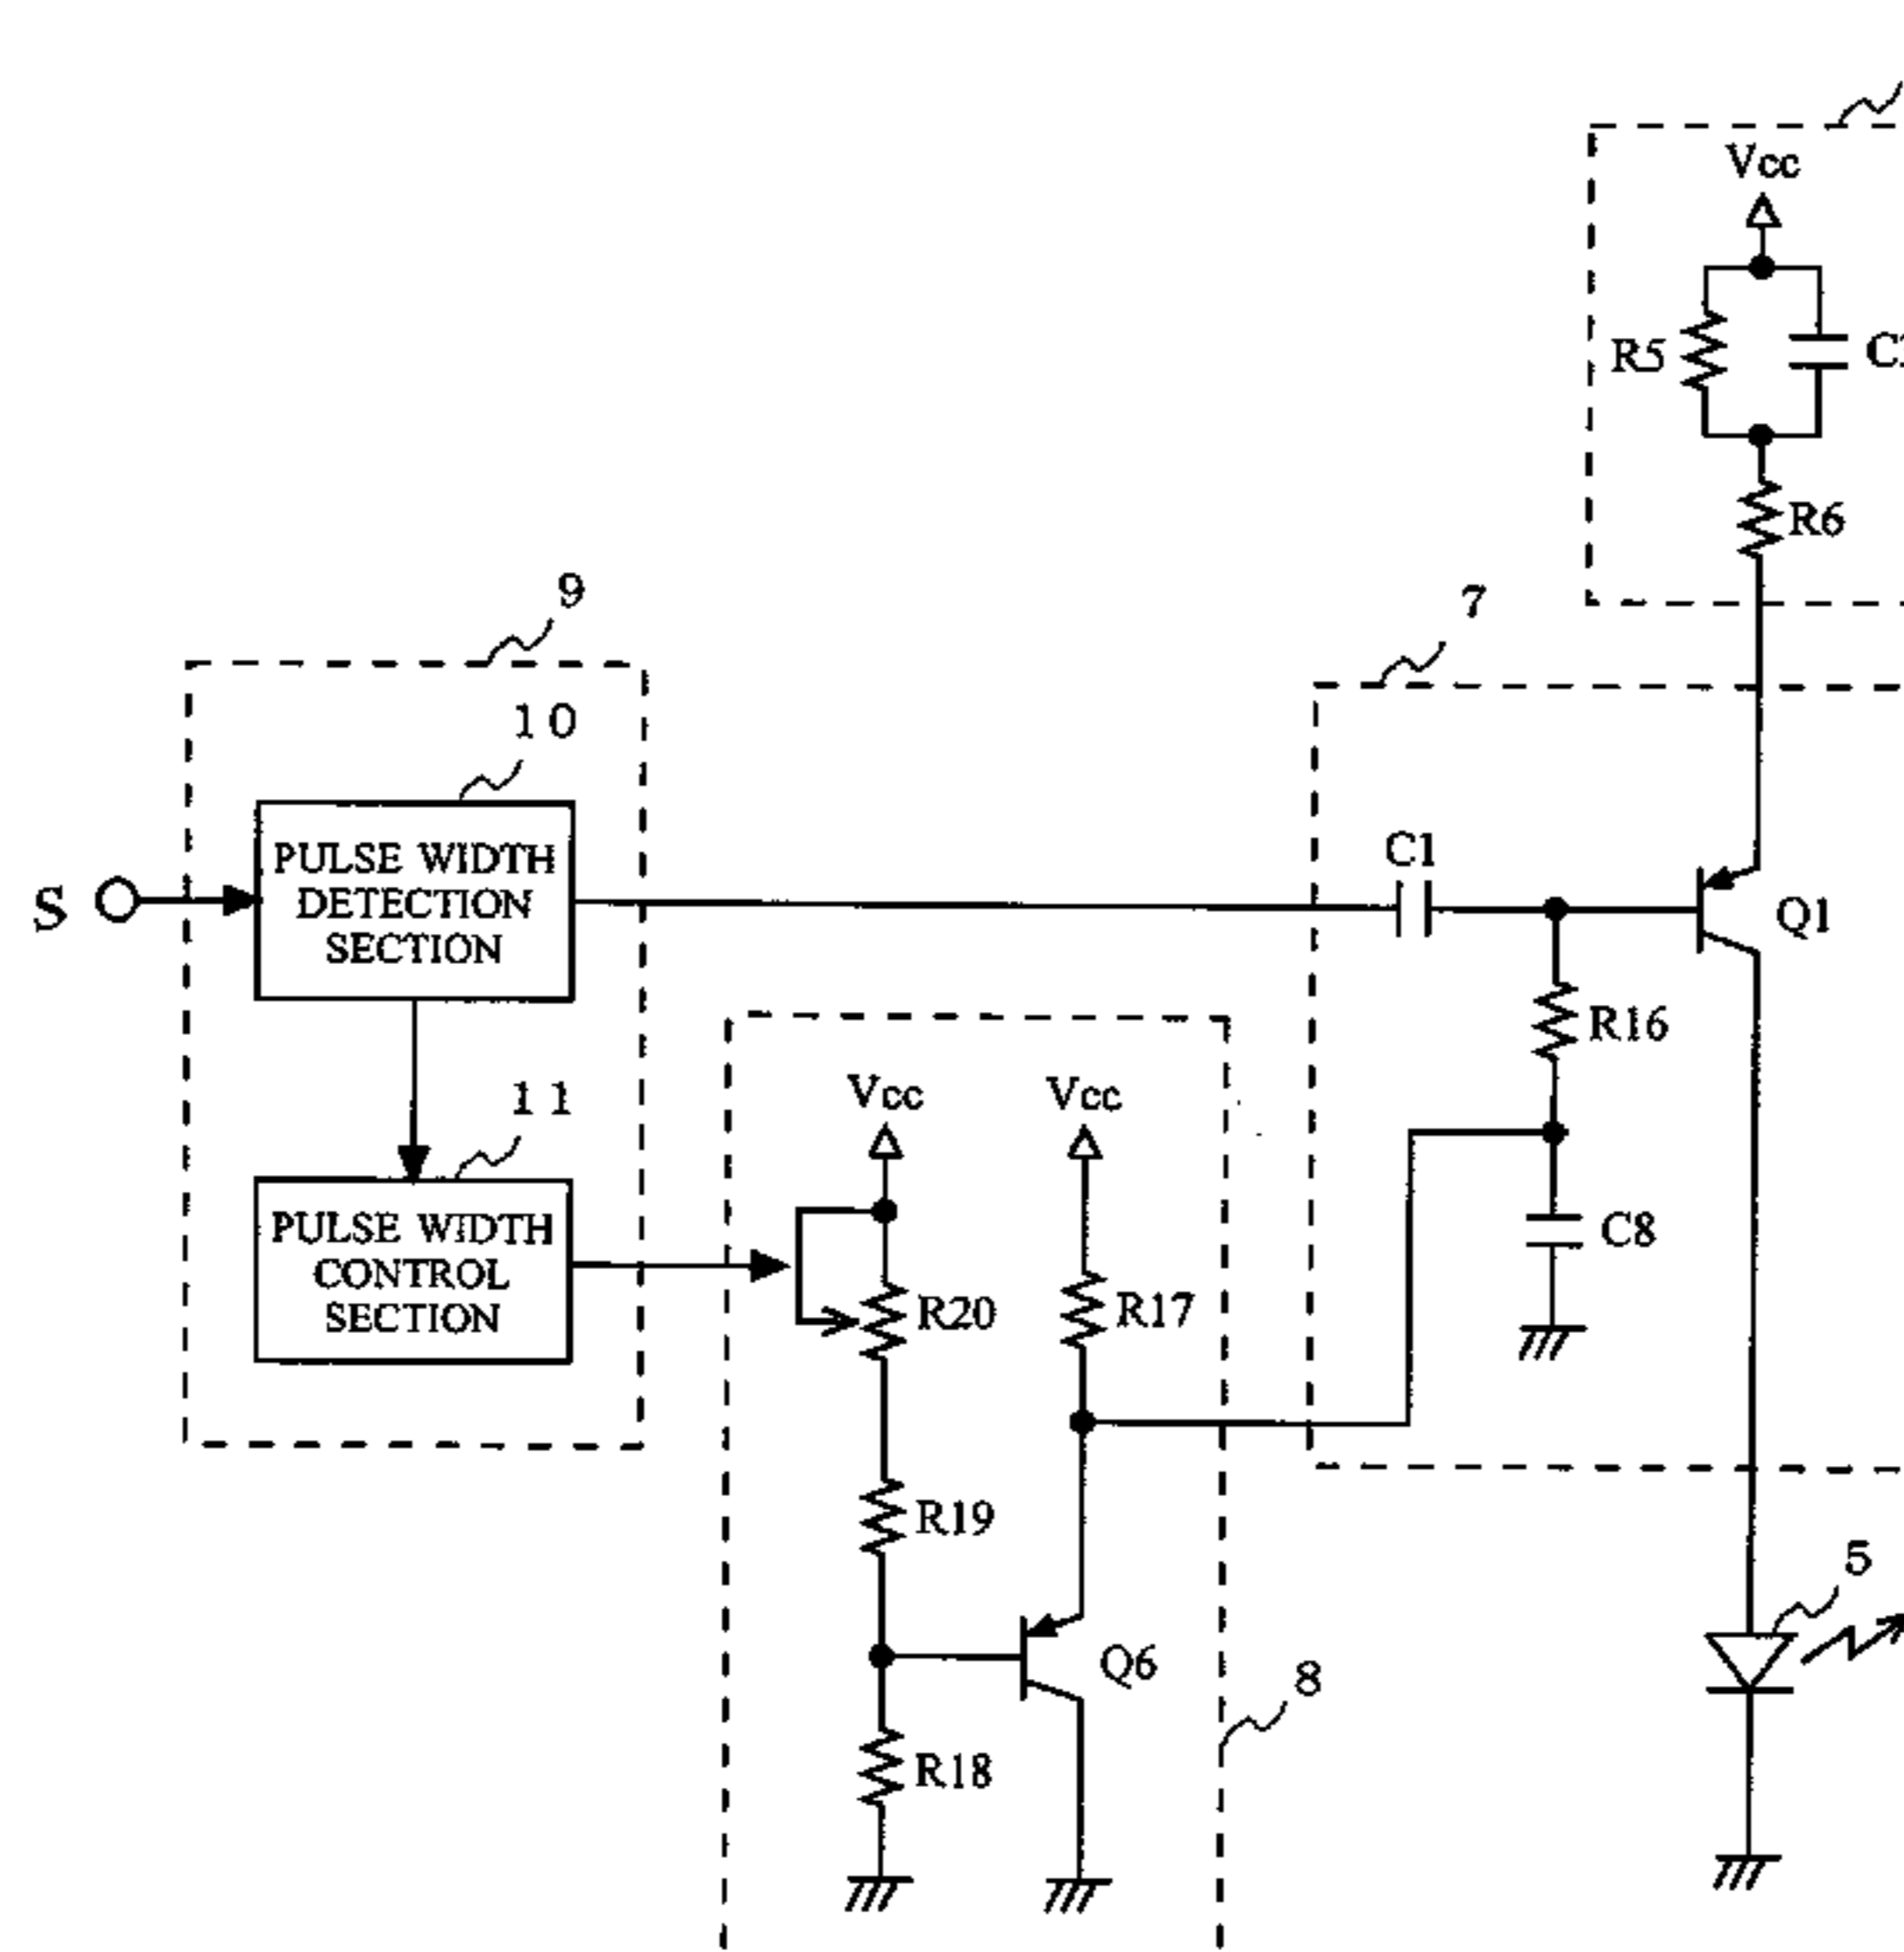 Vcc
R5
R6
9
7
10
PULSE WIDTH
DETECTION
SECTION
S
C1
Q1
R16
11
Vcc
Vcc
PULSE WIDTH
CONTROL
SECTION
R20
R17
C8
R19
5
Q6
8
R18